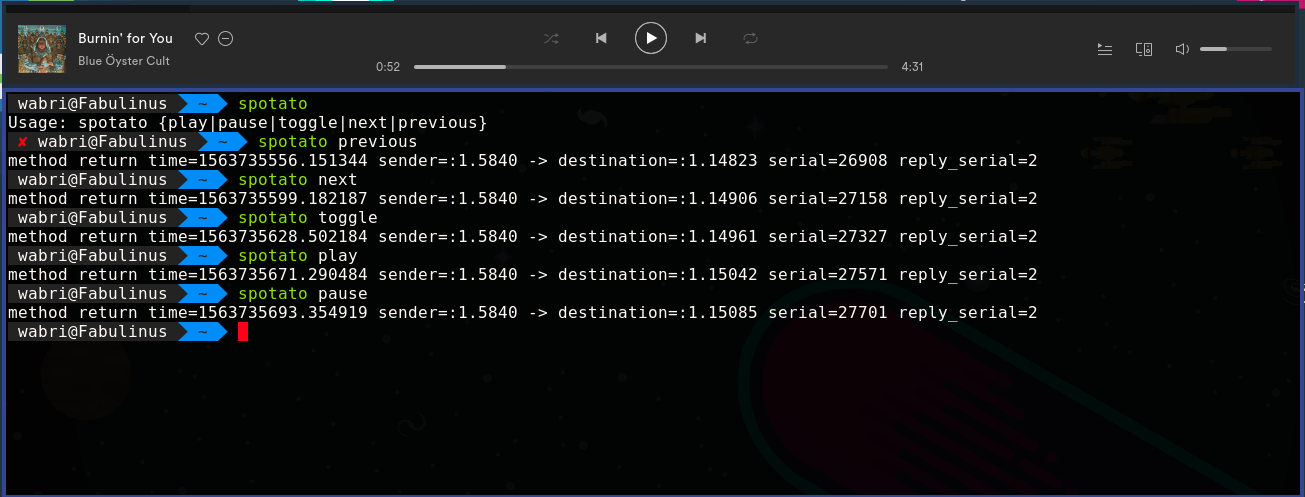 Burnin' for You
Blue Öyster Cult
0:52
4:31
wabri@Fabulinus ~ spotato
Usage: spotato {play|pause|toggle|next|previous}
✘ wabri@Fabulinus ~ spotato previous
method return time=1563735556.151344 sender=:1.5840 -> destination=:1.14823 serial=26908 reply_serial=2
wabri@Fabulinus ~ spotato next
method return time=1563735599.182187 sender=:1.5840 -> destination=:1.14906 serial=27158 reply_serial=2
wabri@Fabulinus ~ spotato toggle
method return time=1563735628.502184 sender=:1.5840 -> destination=:1.14961 serial=27327 reply_serial=2
wabri@Fabulinus ~ spotato play
method return time=1563735671.290484 sender=:1.5840 -> destination=:1.15042 serial=27571 reply_serial=2
wabri@Fabulinus ~ spotato pause
method return time=1563735693.354919 sender=:1.5840 -> destination=:1.15085 serial=27701 reply_serial=2
wabri@Fabulinus ~